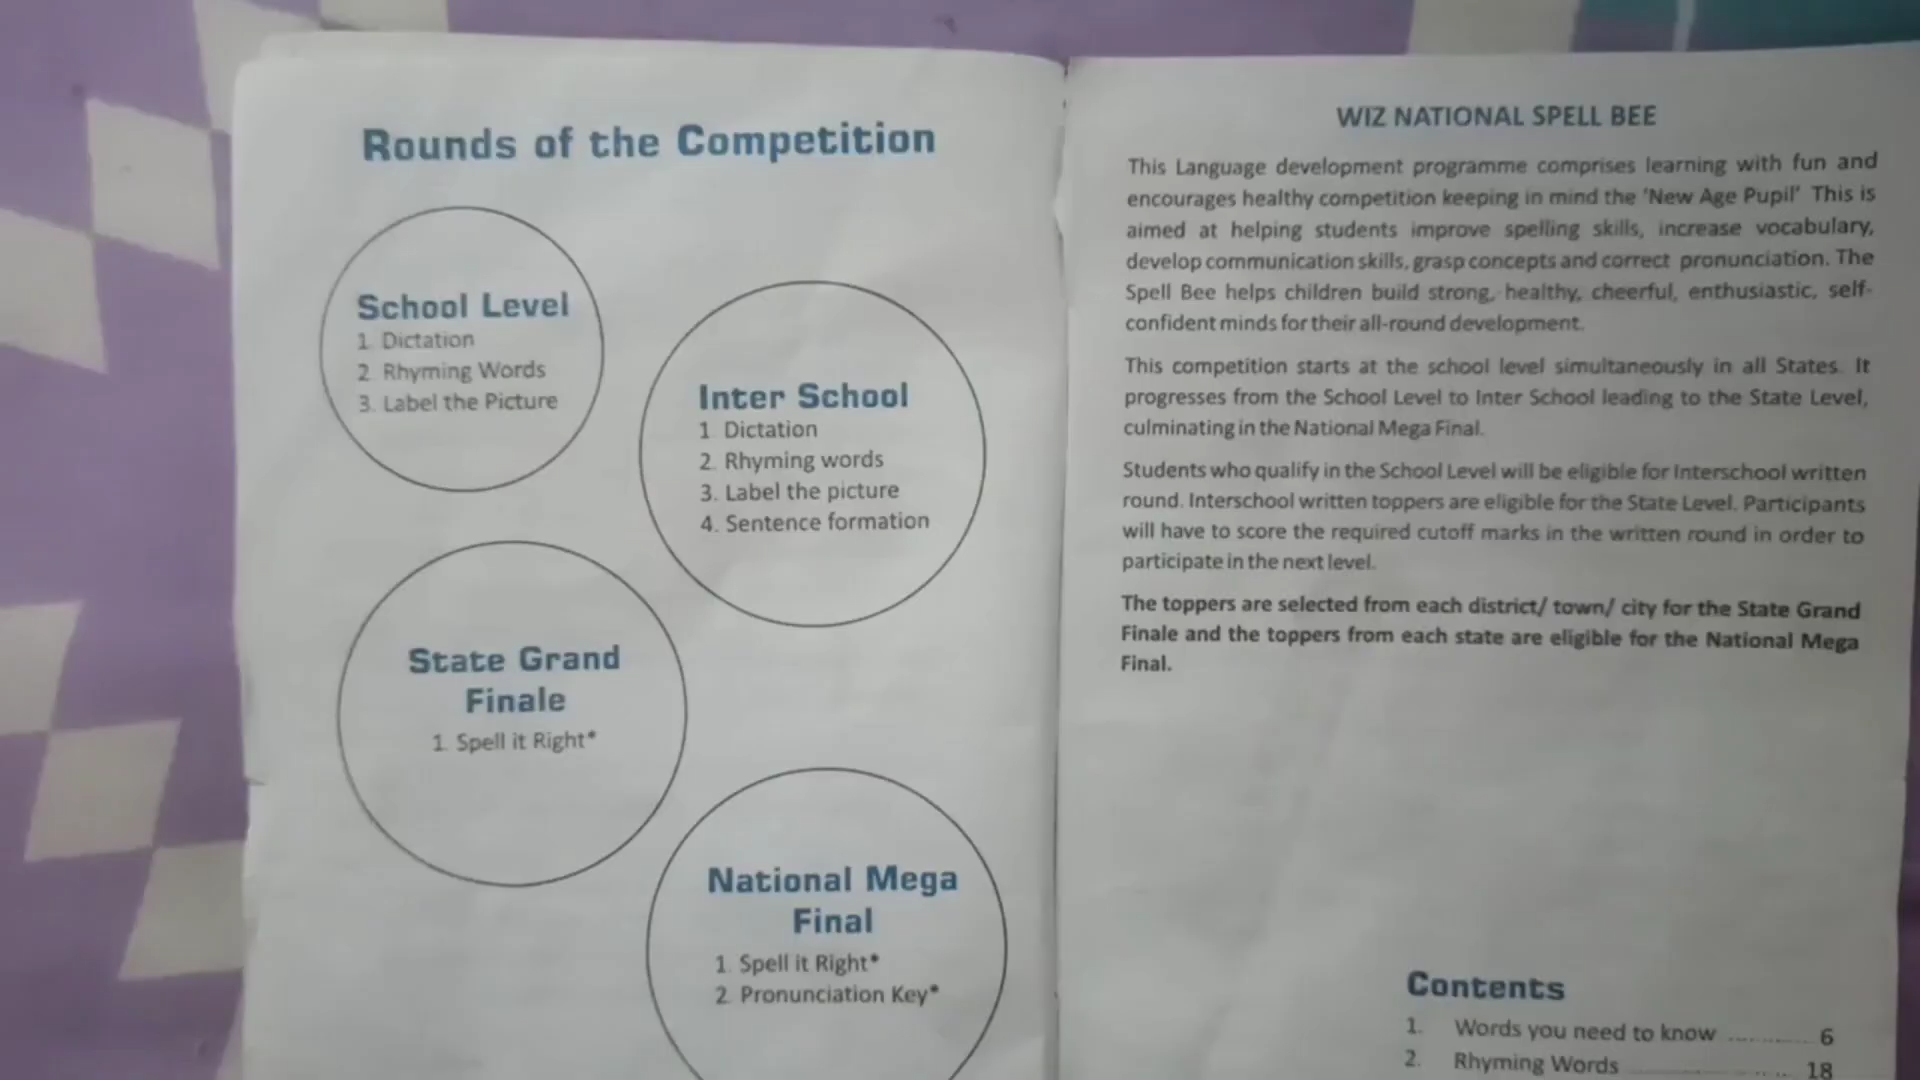 Rounds of the Competition
School Level
1. Dictation
2. Rhyming Words
3. Label the Picture
Inter School
1. Dictation
2. Rhyming words
3. Label the picture
4. Sentence formation
State Grand
Finale
1. Spell it Right*
National Mega
Final
1. Spell it Right*
2. Pronunciation Key*
WIZ NATIONAL SPELL BEE
This Language development programme comprises learning with fun and
encourages healthy competition keeping in mind the 'New Age Pupil' This is
aimed at helping students improve spelling skills, increase vocabulary,
develop communication skills, grasp concepts and correct pronunciation. The
Spell Bee helps children build strong, healthy, cheerful, enthusiastic, self-
confident minds for their all-round development.
This competition starts at the school level simultaneously in all States. It
progresses from the School Level to Inter School leading to the State Level,
culminating in the National Mega Final.
Students who qualify in the School Level will be eligible for Interschool written
round. Interschool written toppers are eligible for the State Level. Participants
will have to score the required cutoff marks in the written round in order to
participate in the next level.
The toppers are selected from each district/ town/ city for the State Grand
Finale and the toppers from each state are eligible for the National Mega
Final.
Contents
1. Words you need to know ........... 6
2. Rhyming Words ........................ 18